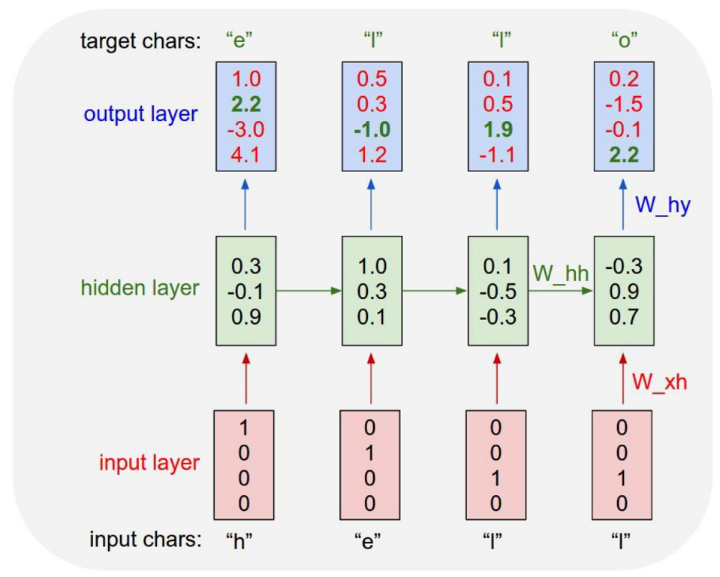 target chars: “e” “l” “l” “o”
output layer
1.0 0.5 0.1 0.2
2.2 0.3 0.5 -1.5
-3.0 -1.0 1.9 -0.1
4.1 1.2 -1.1 2.2
W_hy
hidden layer
0.3 1.0 0.1 -0.3
-0.1 0.3 -0.5 0.9
0.9 0.1 -0.3 0.7
W_hh
W_xh
input layer
1 0 0 0
0 1 0 0
0 0 1 1
0 0 0 0
input chars: “h” “e” “l” “l”